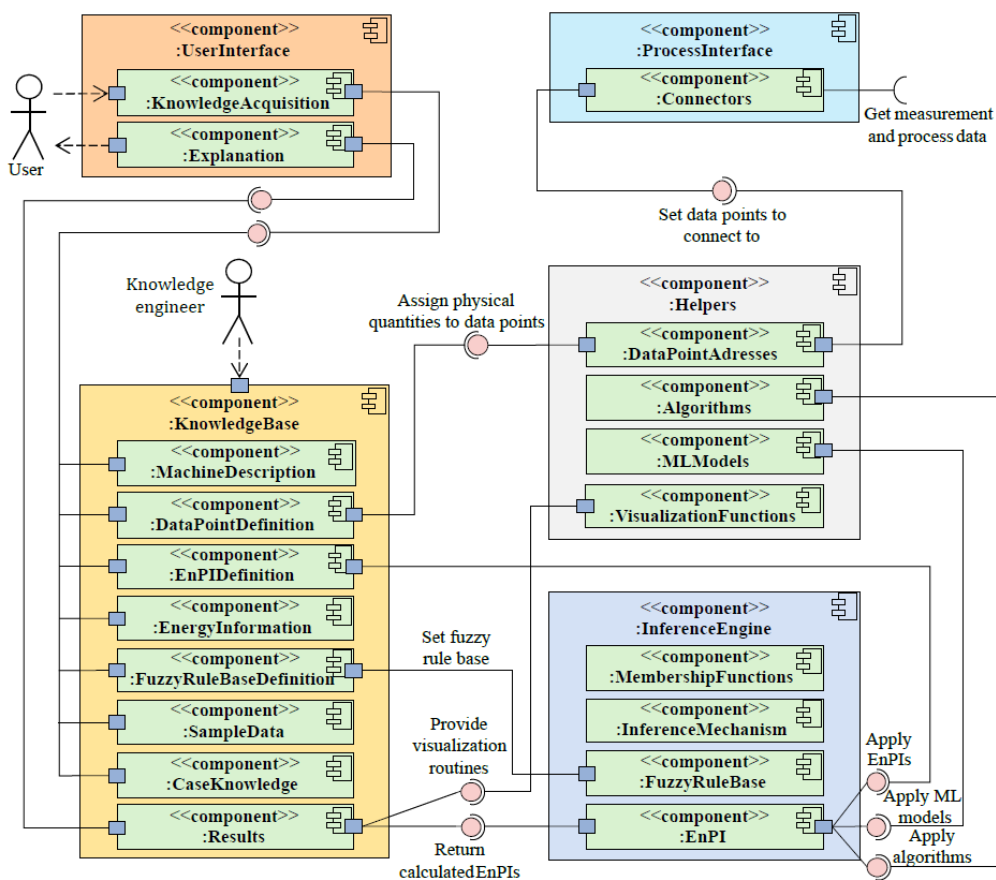 <<component>>
:UserInterface
<<component>>
:KnowledgeAcquisition
<<component>>
:Explanation
User
<<component>>
:ProcessInterface
<<component>>
:Connectors
Get measurement
and process data
Set data points to
connect to
Knowledge
engineer
Assign physical
quantities to data points
<<component>>
:Helpers
<<component>>
:DataPointAdresses
<<component>>
:Algorithms
<<component>>
:MLModels
<<component>>
:VisualizationFunctions
<<component>>
:KnowledgeBase
<<component>>
:MachineDescription
<<component>>
:DataPointDefinition
<<component>>
:EnPIDefinition
<<component>>
:EnergyInformation
<<component>>
:FuzzyRuleBaseDefinition
<<component>>
:SampleData
<<component>>
:CaseKnowledge
<<component>>
:Results
Set fuzzy
rule base
Provide
visualization
routines
Return
calculated EnPIs
<<component>>
:InferenceEngine
<<component>>
:MembershipFunctions
<<component>>
:InferenceMechanism
<<component>>
:FuzzyRuleBase
<<component>>
:EnPI
Apply
EnPIs
Apply ML
models
Apply
algorithms